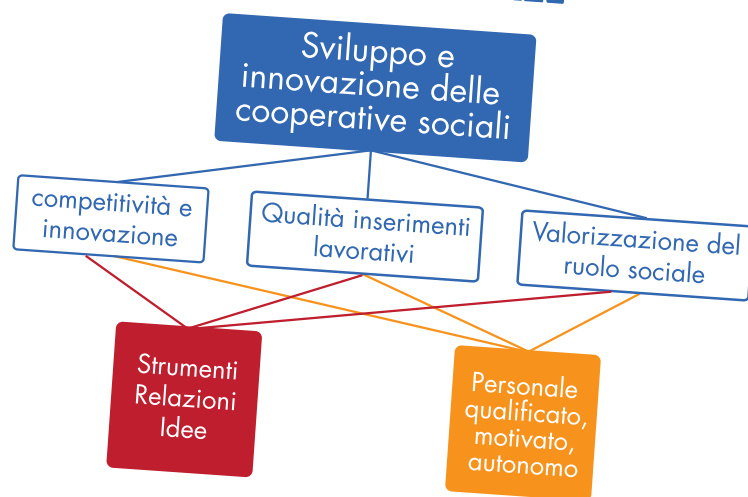 Sviluppo e
innovazione delle
cooperative sociali
competitività e
innovazione
Qualità inserimenti
lavorativi
Valorizzazione del
ruolo sociale
Strumenti
Relazioni
Idee
Personale
qualificato,
motivato,
autonomo